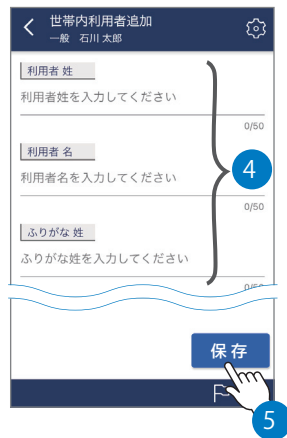 世帯内利用者追加
一般 石川 太郎
利用者 姓
利用者姓を入力してください
0/50
利用者 名
利用者名を入力してください
0/50
ふりがな 姓
ふりがな姓を入力してください
0/50
4
保存
5